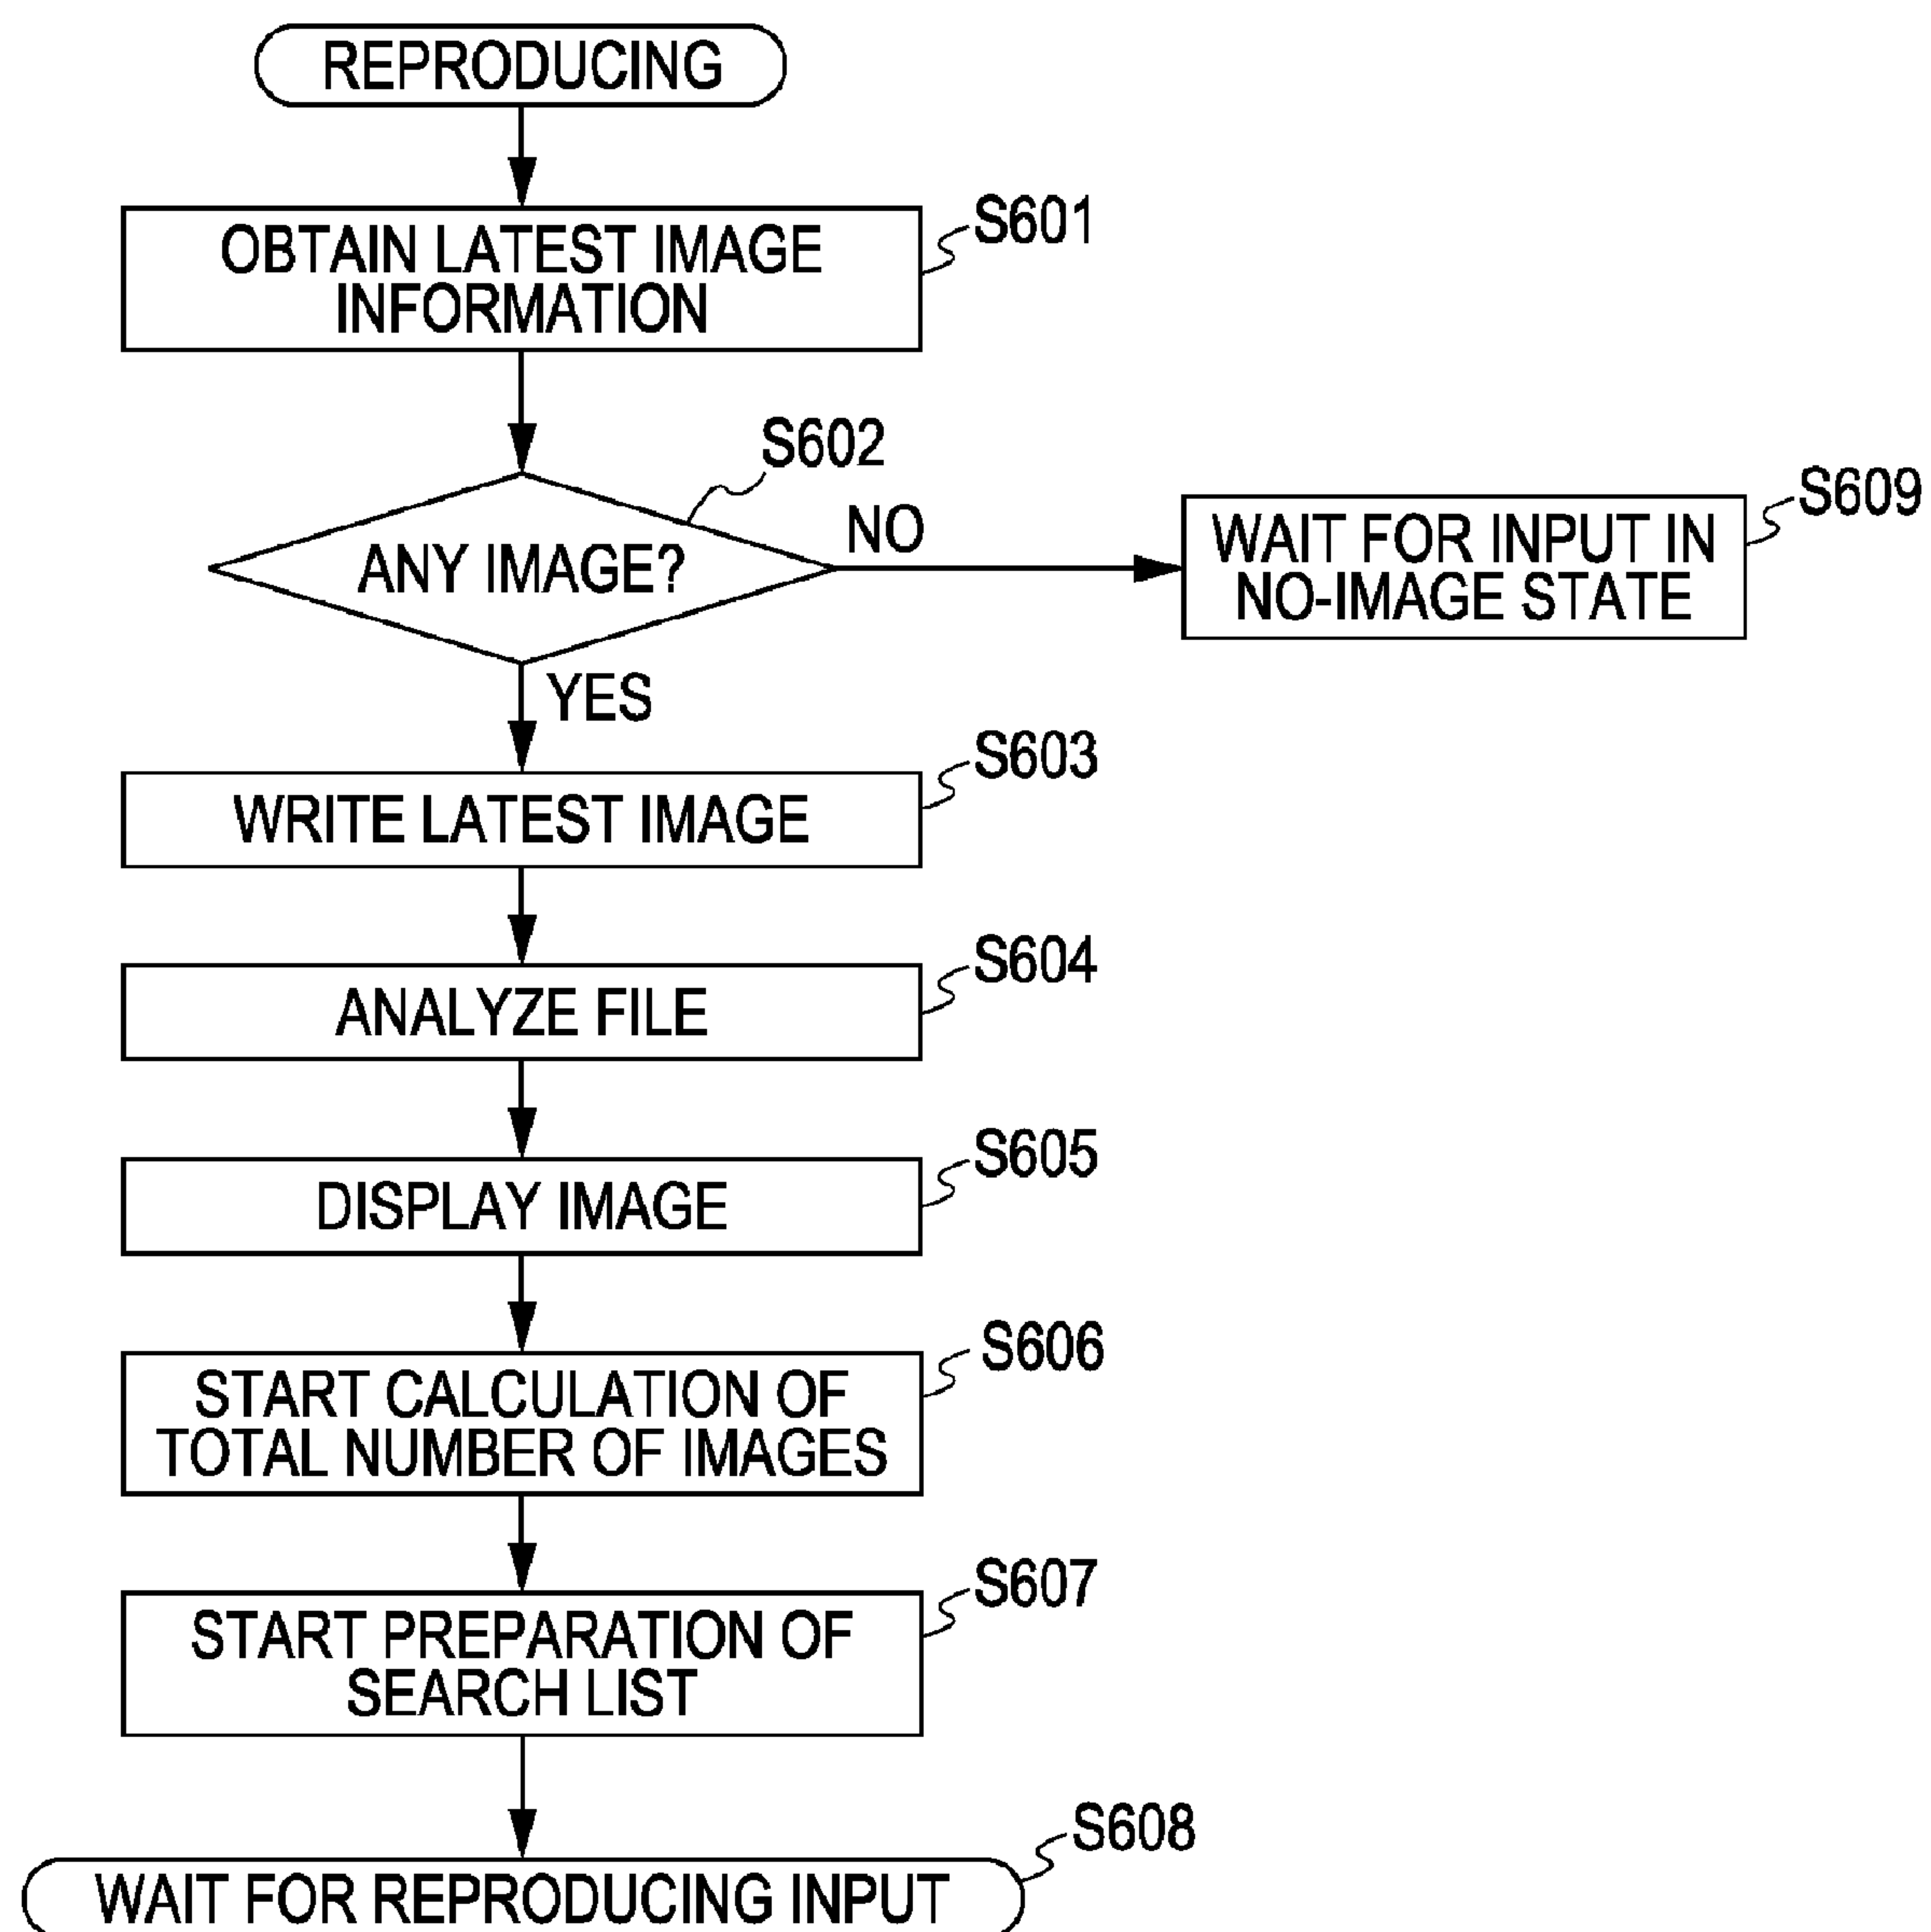 REPRODUCING
S601
OBTAIN LATEST IMAGE
INFORMATION
S602
ANY IMAGE?
NO
S609
WAIT FOR INPUT IN
NO-IMAGE STATE
YES
S603
WRITE LATEST IMAGE
S604
ANALYZE FILE
S605
DISPLAY IMAGE
S606
START CALCULATION OF
TOTAL NUMBER OF IMAGES
S607
START PREPARATION OF
SEARCH LIST
S608
WAIT FOR REPRODUCING INPUT